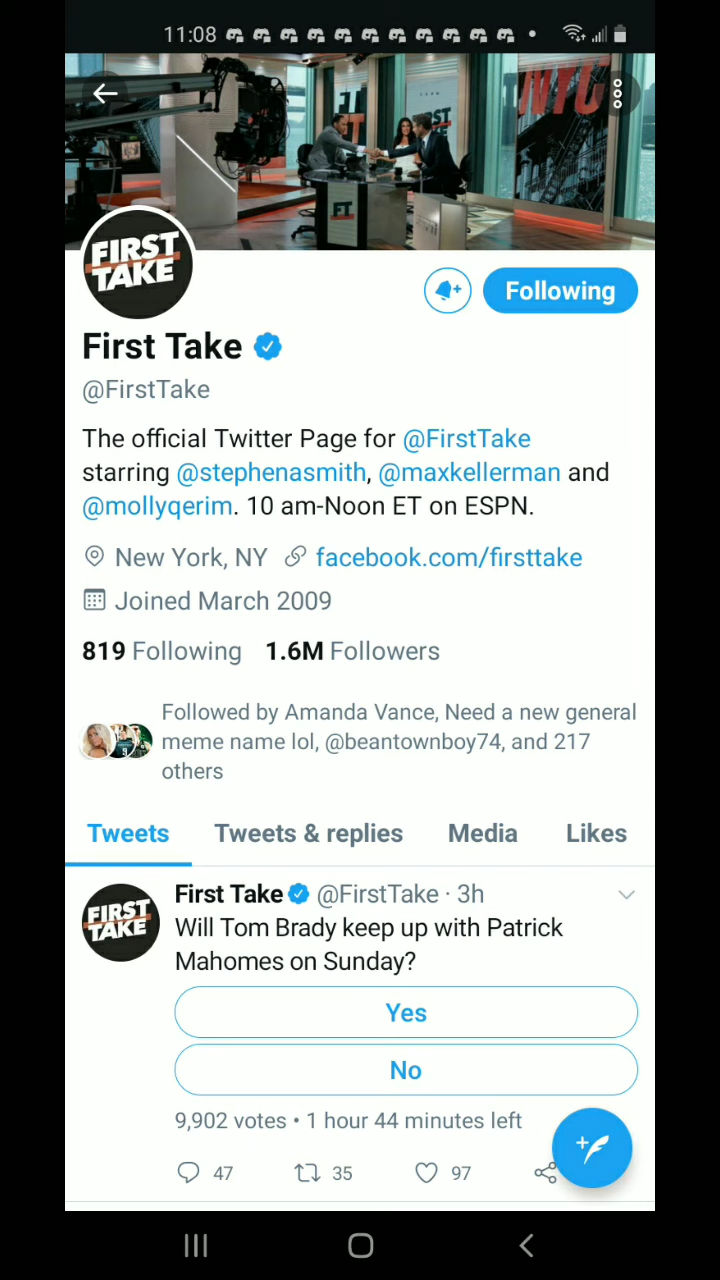 11:08
NYC
FT
FIRST
TAKE
Following
First Take
@FirstTake
The official Twitter Page for @FirstTake
starring @stephenasmith, @maxkellerman and
@mollyqerim. 10 am-Noon ET on ESPN.
New York, NY facebook.com/firsttake
Joined March 2009
819 Following 1.6M Followers
Followed by Amanda Vance, Need a new general
meme name lol, @beantownboy74, and 217
others
Tweets Tweets & replies Media Likes
FIRST
TAKE
First Take @FirstTake · 3h
Will Tom Brady keep up with Patrick
Mahomes on Sunday?
Yes
No
9,902 votes • 1 hour 44 minutes left
47 35 97